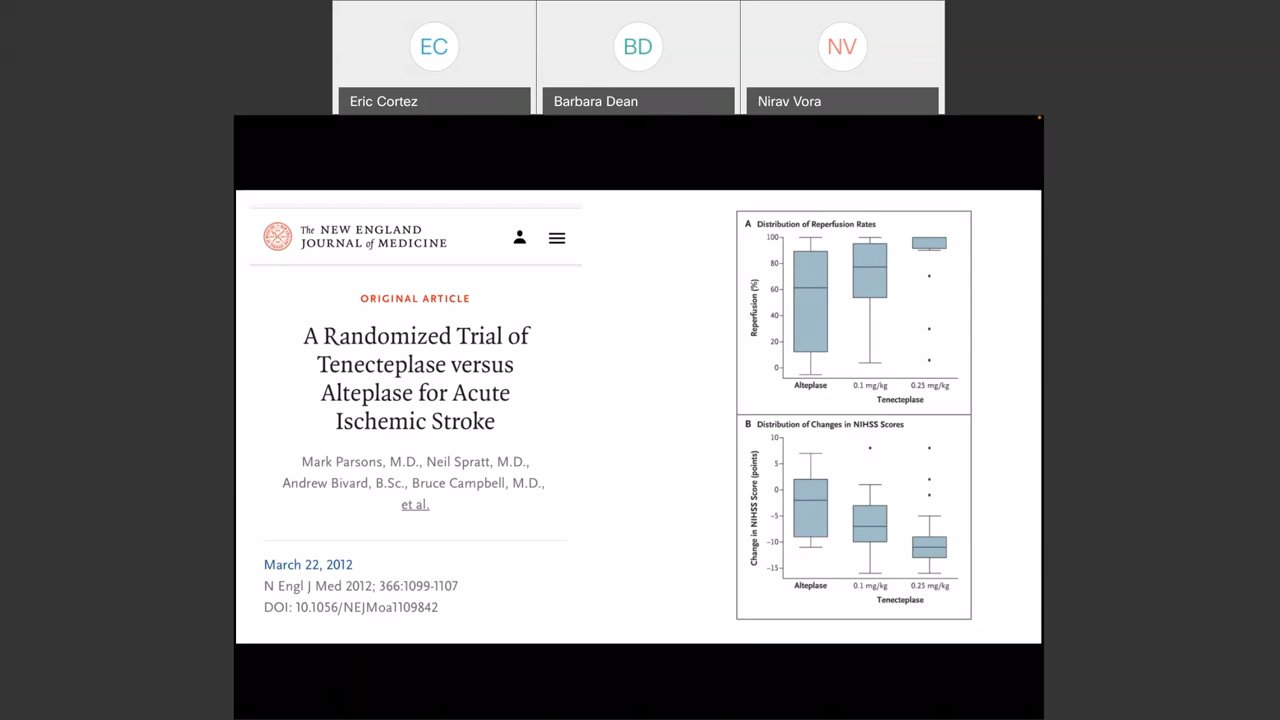 EC
BD
NV
Eric Cortez
Barbara Dean
Nirav Vora
The NEW ENGLAND
JOURNAL of MEDICINE
ORIGINAL ARTICLE
A Randomized Trial of
Tenecteplase versus
Alteplase for Acute
Ischemic Stroke
Mark Parsons, M.D., Neil Spratt, M.D.,
Andrew Bivard, B.Sc., Bruce Campbell, M.D.,
et al.
March 22, 2012
N Engl J Med 2012; 366:1099-1107
DOI: 10.1056/NEJMoa1109842
A Distribution of Reperfusion Rates
Reperfusion (%)
100
80
60
40
20
0
Alteplase 0.1 mg/kg 0.25 mg/kg
Tenecteplase
B Distribution of Changes in NIHSS Scores
Change in NIHSS Score (points)
10
5
0
-5
-10
-15
Alteplase 0.1 mg/kg 0.25 mg/kg
Tenecteplase